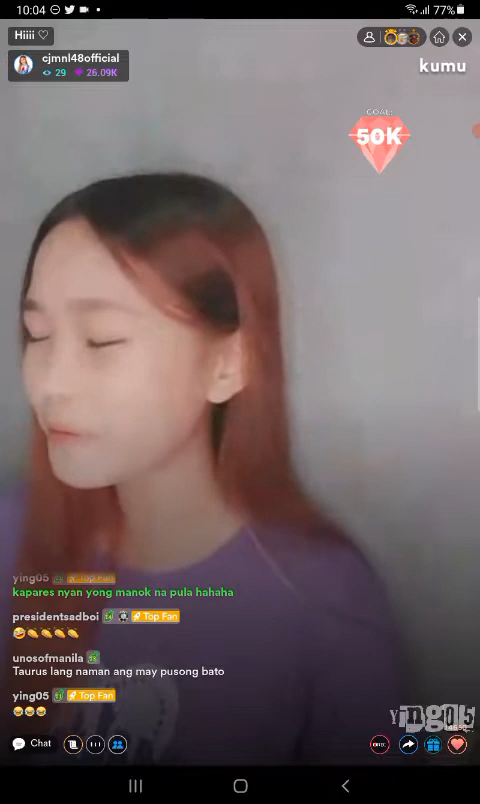 10:04
77%
Hiiii ♡
cjmnl48official
29 26.09K
kumu
GOAL:
50K
ying05 Top Fan
kapares nyan yong manok na pula hahaha
presidentsadboi Top Fan
🤣👏👏👏👏
unosofmanila
Taurus lang naman ang may pusong bato
ying05 Top Fan
😂😂😂
Ying05
Chat